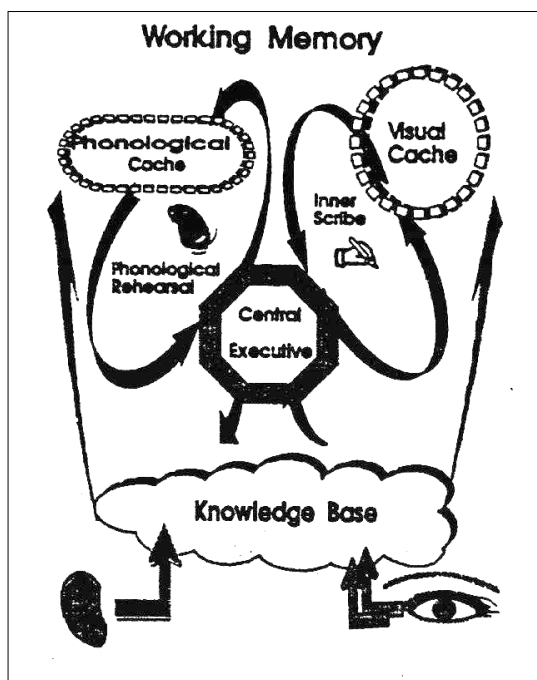 Working Memory
Phonological
Cache
Visual
Cache
Inner
Scribe
Phonological
Rehearsal
Central
Executive
Knowledge Base